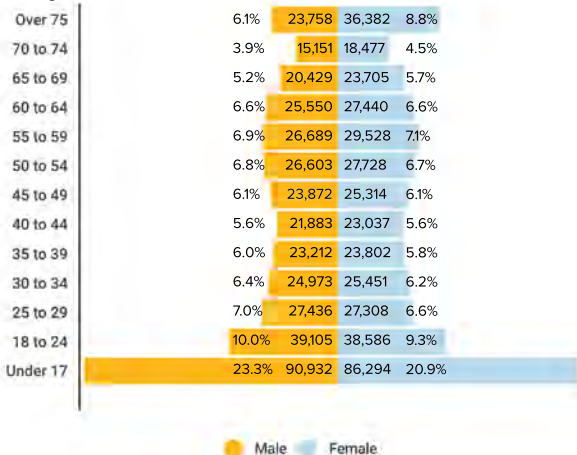 Over 75 6.1% 23,758 36,382 8.8%
70 to 74 3.9% 15,151 18,477 4.5%
65 to 69 5.2% 20,429 23,705 5.7%
60 to 64 6.6% 25,550 27,440 6.6%
55 to 59 6.9% 26,689 29,528 7.1%
50 to 54 6.8% 26,603 27,728 6.7%
45 to 49 6.1% 23,872 25,314 6.1%
40 to 44 5.6% 21,883 23,037 5.6%
35 to 39 6.0% 23,212 23,802 5.8%
30 to 34 6.4% 24,973 25,451 6.2%
25 to 29 7.0% 27,436 27,308 6.6%
18 to 24 10.0% 39,105 38,586 9.3%
Under 17 23.3% 90,932 86,294 20.9%
Male Female